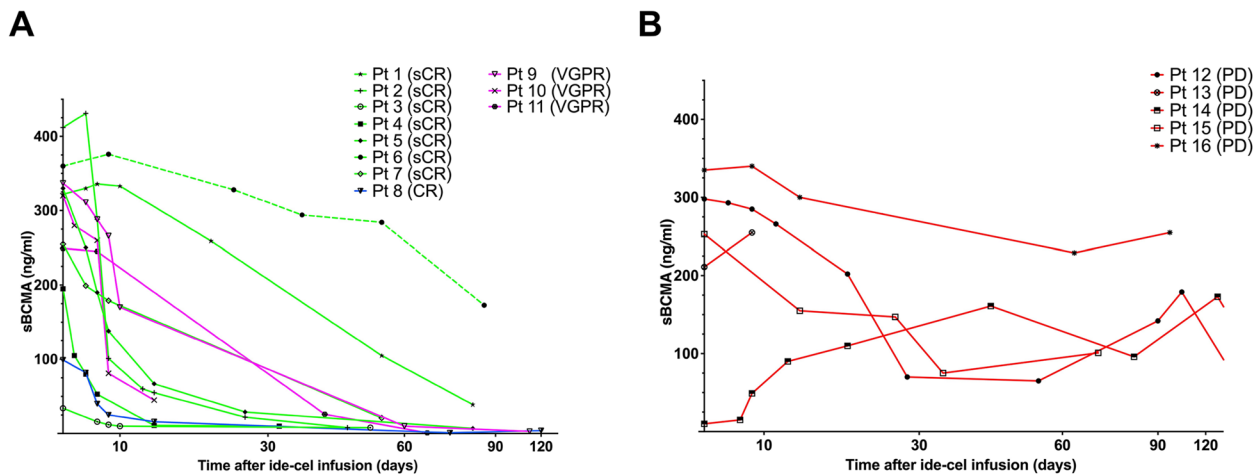 A
B
Pt 1 (sCR)
Pt 2 (sCR)
Pt 3 (sCR)
Pt 4 (sCR)
Pt 5 (sCR)
Pt 6 (sCR)
Pt 7 (sCR)
Pt 8 (CR)
Pt 9 (VGPR)
Pt 10 (VGPR)
Pt 11 (VGPR)
sBCMA (ng/ml)
400
300
200
100
10 30 60 90 120
Time after ide-cel infusion (days)
Pt 12 (PD)
Pt 13 (PD)
Pt 14 (PD)
Pt 15 (PD)
Pt 16 (PD)
sBCMA (ng/ml)
400
300
200
100
10 30 60 90 120
Time after ide-cel infusion (days)